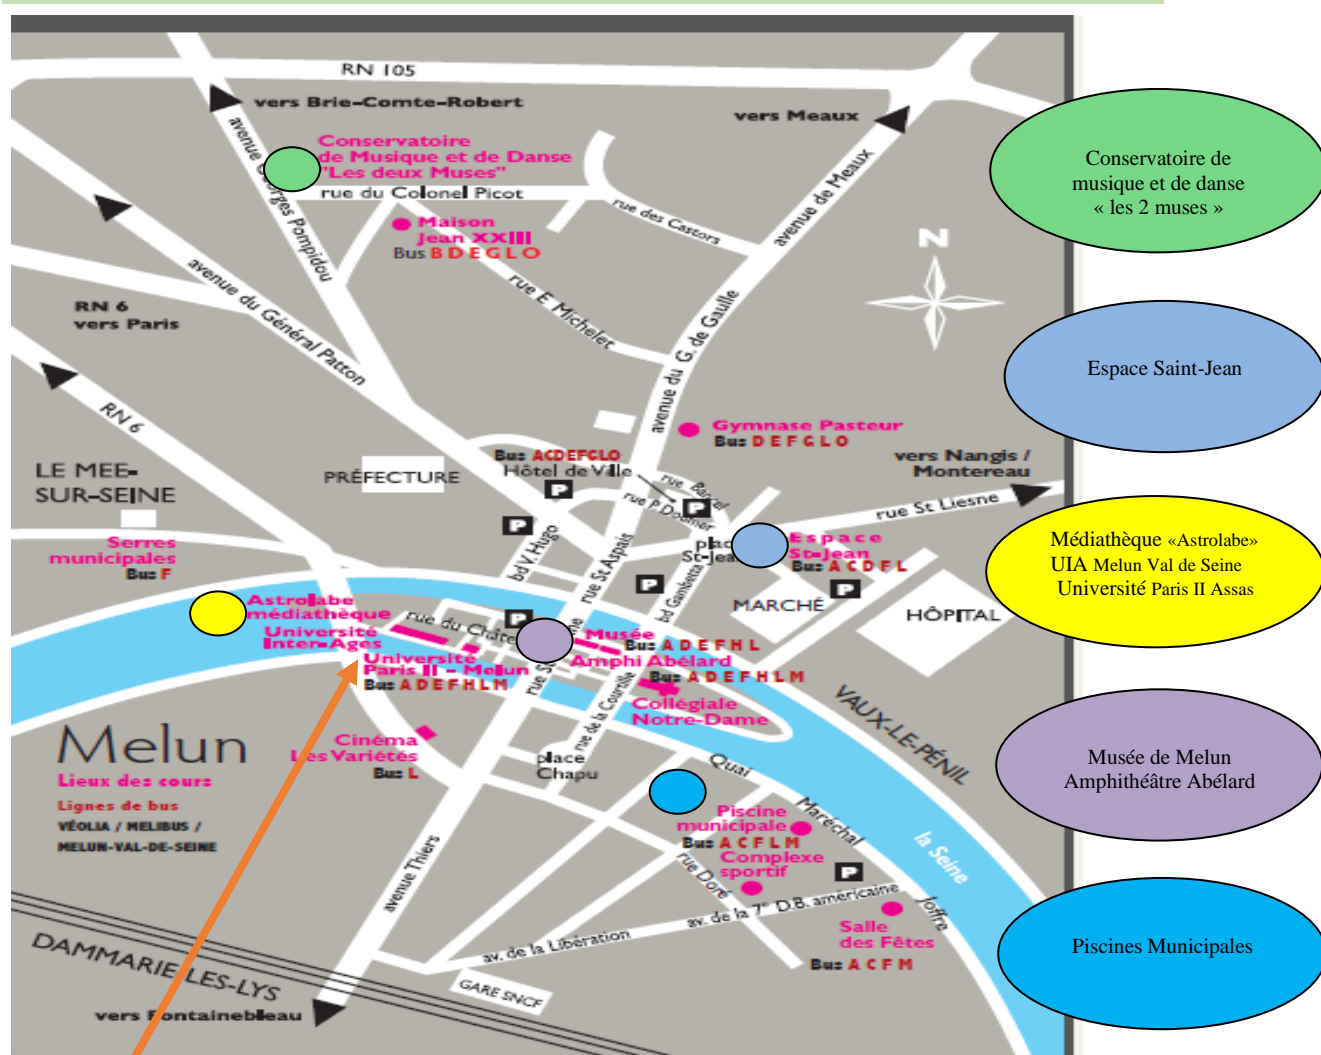 RN 105
vers Brie-Comte-Robert
vers Meaux
avenue Georges Pompidou
Conservatoire
de Musique et de Danse
"Les deux Muses"
rue du Colonel Picot
Maison
Jean XXIII
Bus B D E G L O
rue des Castors
avenue de Meaux
N
avenue du Général Patton
rue E. Michelet
avenue du G. de Gaulle
RN 6
vers Paris
RN 6
Gymnase Pasteur
Bus D E F G L O
LE MEE-
SUR-SEINE
PRÉFECTURE
Bus ACDEFGLO
Hôtel de Ville
P
P
P
rue Bancel
rue P. Doumer
vers Nangis /
Montereau
rue St Liesne
Serres
municipales
Bus F
bd V. Hugo
rue St Aspais
place
St-Jean
Espace
St-Jean
Bus A C D F L
P
P
bd Gambetta
MARCHÉ
HÔPITAL
Astrolabe
médiathèque
Université
Inter-Ages
rue du Châte
P
Université
Paris II - Melun
Bus A D E F H L M
rue St
ne
Musée
Bus A D E F H L
Amphi Abélard
Bus A D E F H L M
Collégiale
Notre-Dame
rue de la Courtille
VAUX-LE-PÉNIL
Melun
Lieux des cours
Lignes de bus
VÉOLIA / MELIBUS /
MELUN-VAL-DE-SEINE
Cinéma
Les Variétés
Bus L
place
Chapu
Quai Maréchal Joffre
la Seine
Piscine
municipale
Bus A C F L M
Complexe
sportif
rue Doré
P
avenue Thiers
av. de la Libération
av. de la 7e D.B. américaine
Salle
des Fêtes
Bus A C F M
DAMMARIE-LES-LYS
GARE SNCF
vers Fontainebleau
Conservatoire de
musique et de danse
« les 2 muses »
Espace Saint-Jean
Médiathèque «Astrolabe»
UIA Melun Val de Seine
Université Paris II Assas
Musée de Melun
Amphithéâtre Abélard
Piscines Municipales